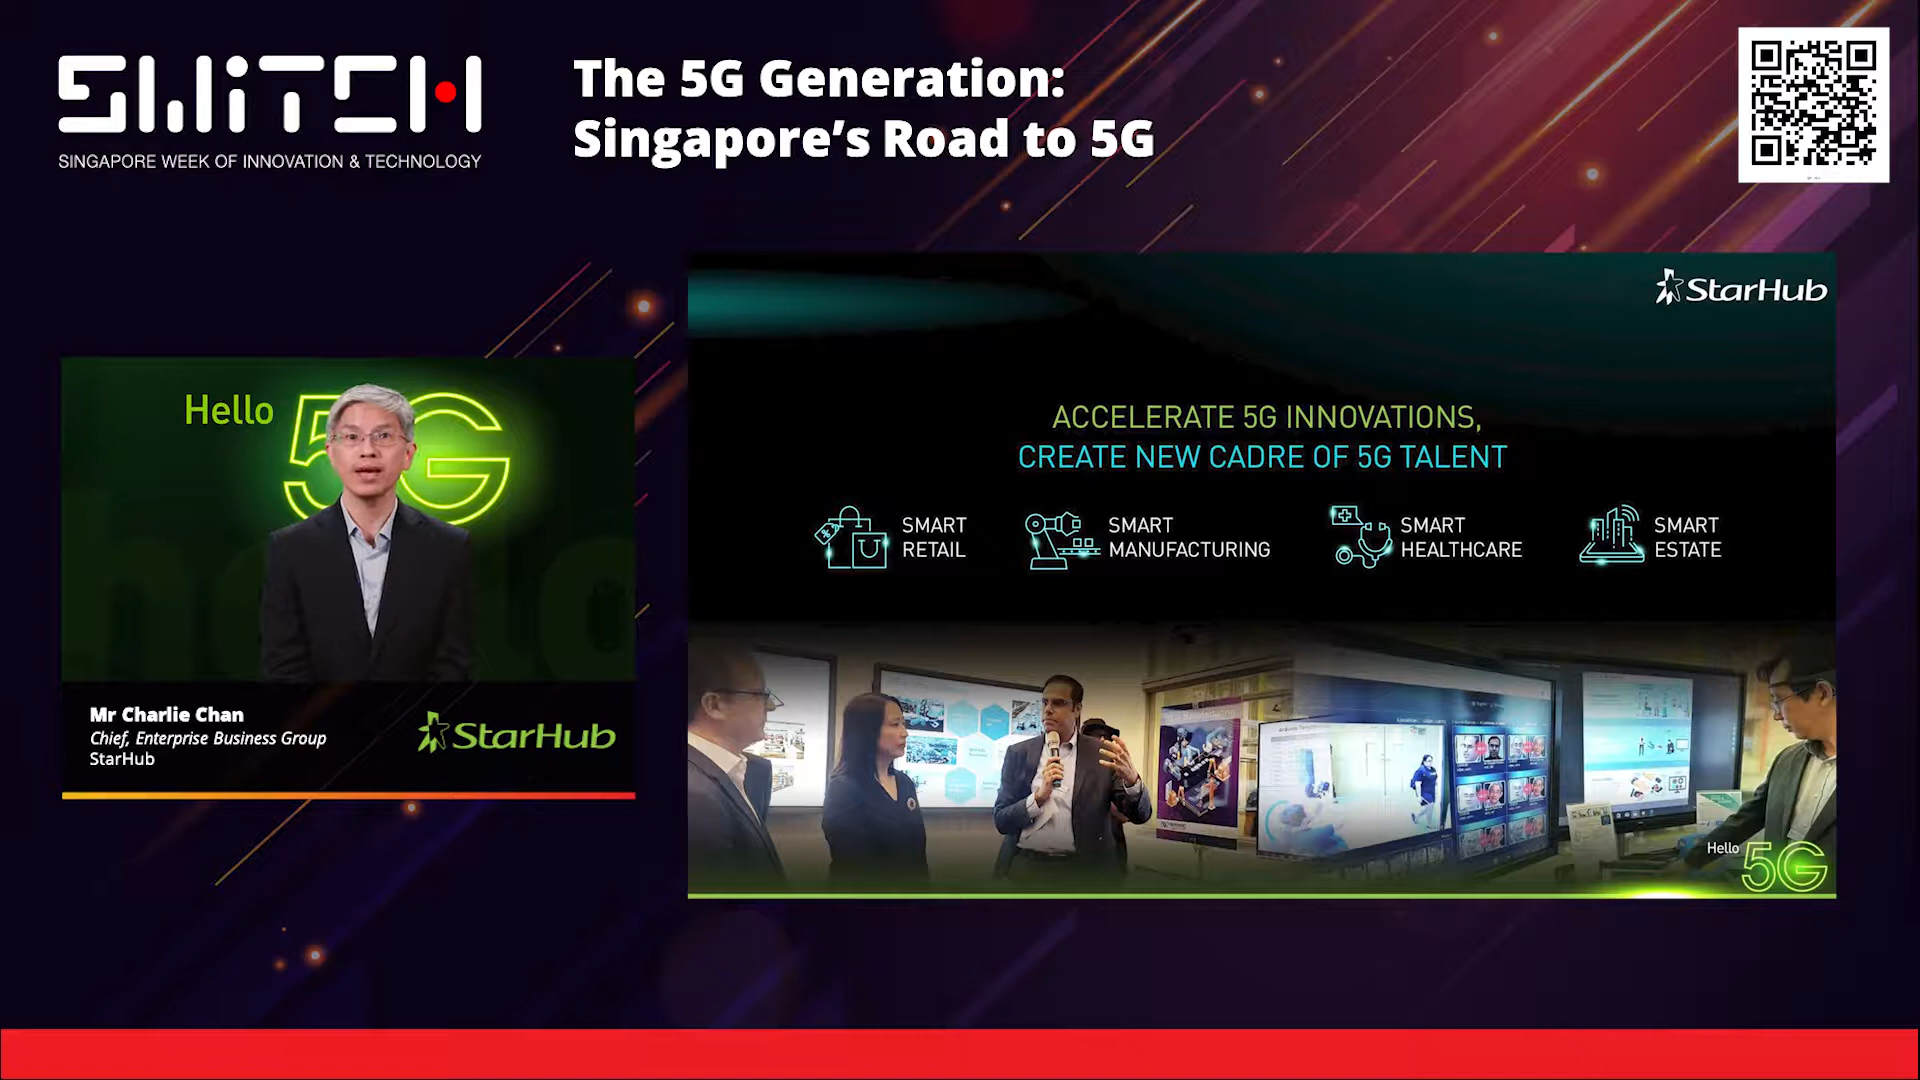 SWITCH
SINGAPORE WEEK OF INNOVATION & TECHNOLOGY
The 5G Generation:
Singapore's Road to 5G
Hello 5G
Mr Charlie Chan
Chief, Enterprise Business Group
StarHub
StarHub
StarHub
ACCELERATE 5G INNOVATIONS,
CREATE NEW CADRE OF 5G TALENT
SMART
RETAIL
SMART
MANUFACTURING
SMART
HEALTHCARE
SMART
ESTATE
Hello 5G